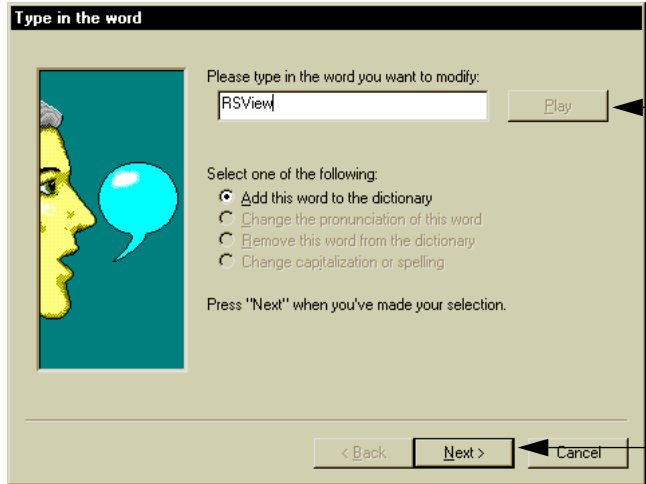 Type in the word
Please type in the word you want to modify:
RSView
Play
Select one of the following:
Add this word to the dictionary
Change the pronunciation of this word
Remove this word from the dictionary
Change capitalization or spelling
Press "Next" when you've made your selection.
< Back Next > Cancel